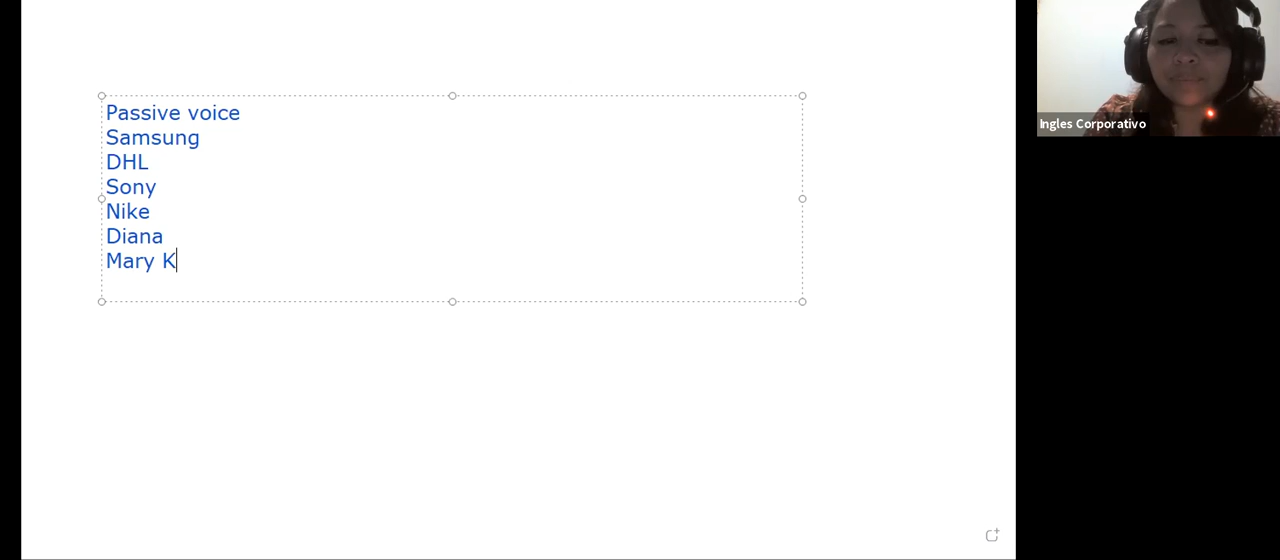 Passive voice
Samsung
DHL
Sony
Nike
Diana
Mary K
Ingles Corporativo